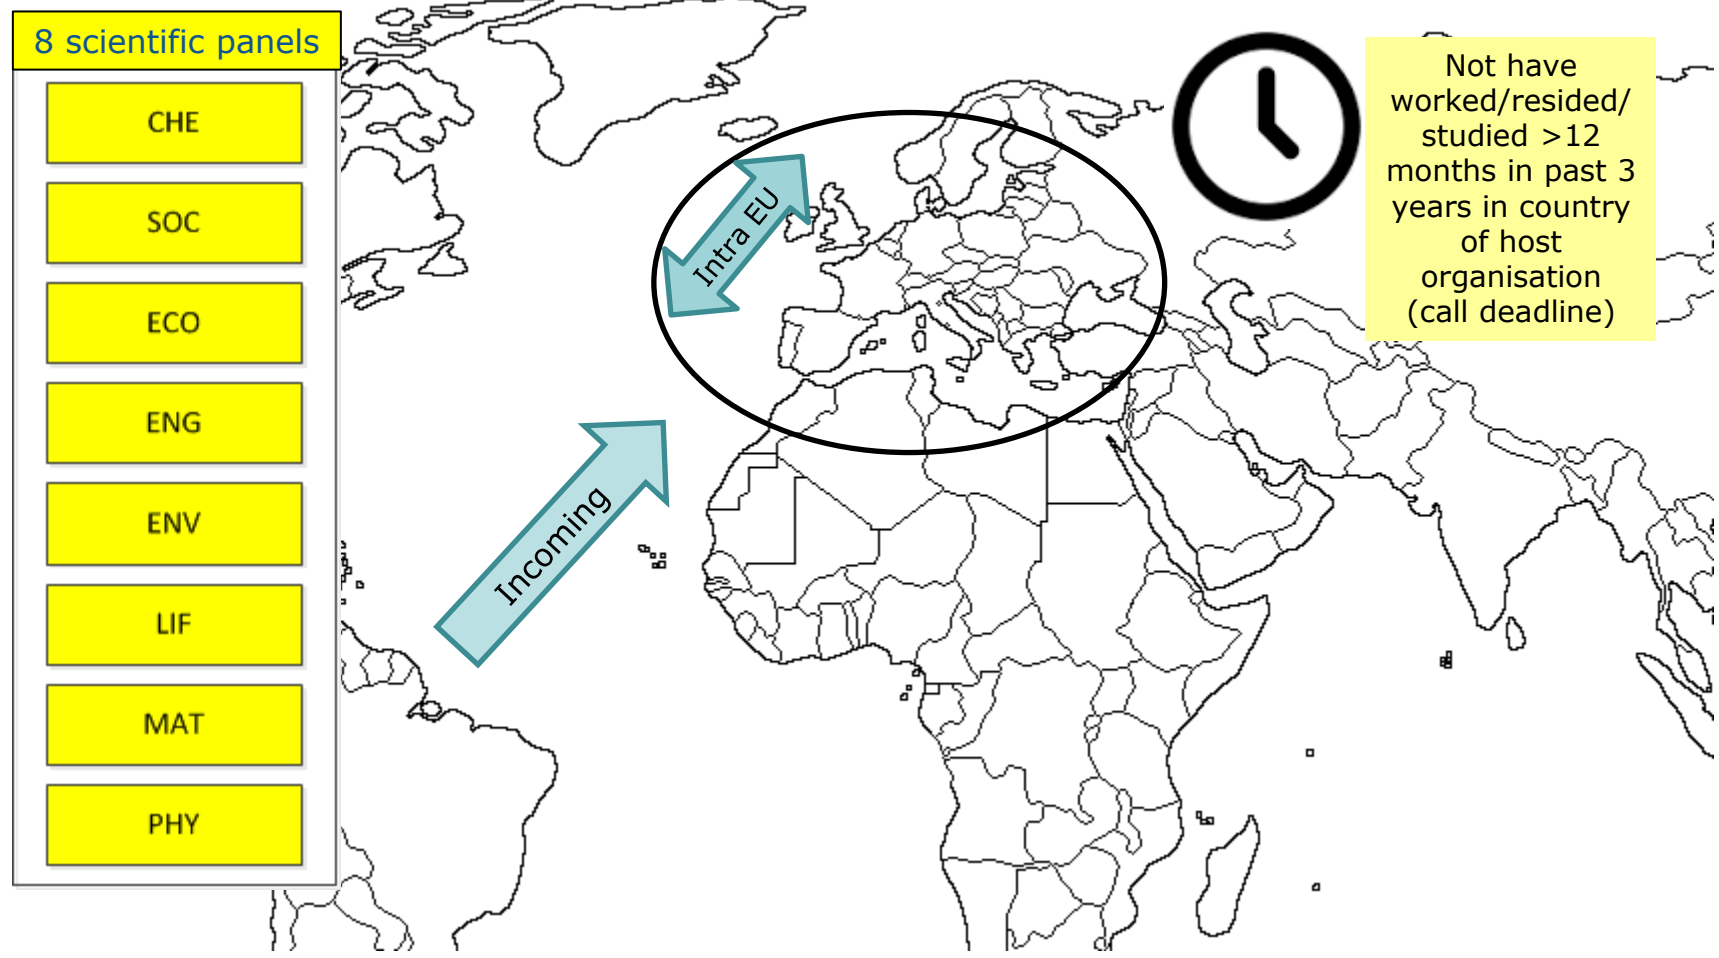 8 scientific panels
CHE
SOC
ECO
ENG
ENV
LIF
MAT
PHY
Intra EU
Incoming
Not have
worked/resided/
studied >12
months in past 3
years in country
of host
organisation
(call deadline)